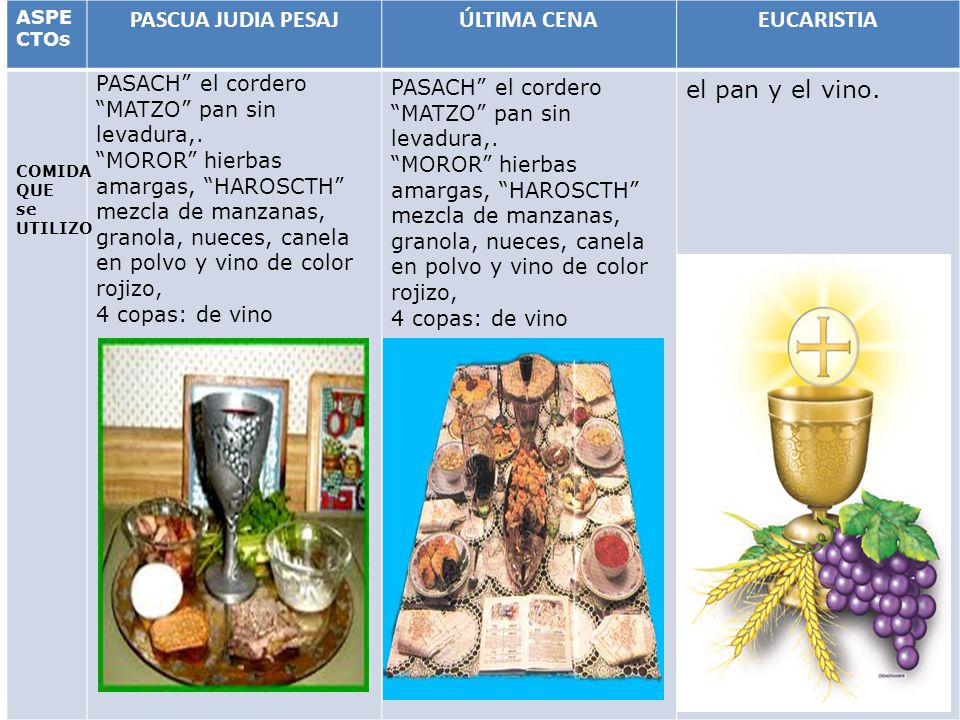 ASPE
CTOs
PASCUA JUDIA PESAJ
ÚLTIMA CENA
EUCARISTIA
COMIDA
QUE
se
UTILIZO
PASACH” el cordero
“MATZO” pan sin
levadura,.
“MOROR” hierbas
amargas, “HAROSCTH”
mezcla de manzanas,
granola, nueces, canela
en polvo y vino de color
rojizo,
4 copas: de vino
PASACH” el cordero
“MATZO” pan sin
levadura,.
“MOROR” hierbas
amargas, “HAROSCTH”
mezcla de manzanas,
granola, nueces, canela
en polvo y vino de color
rojizo,
4 copas: de vino
el pan y el vino.